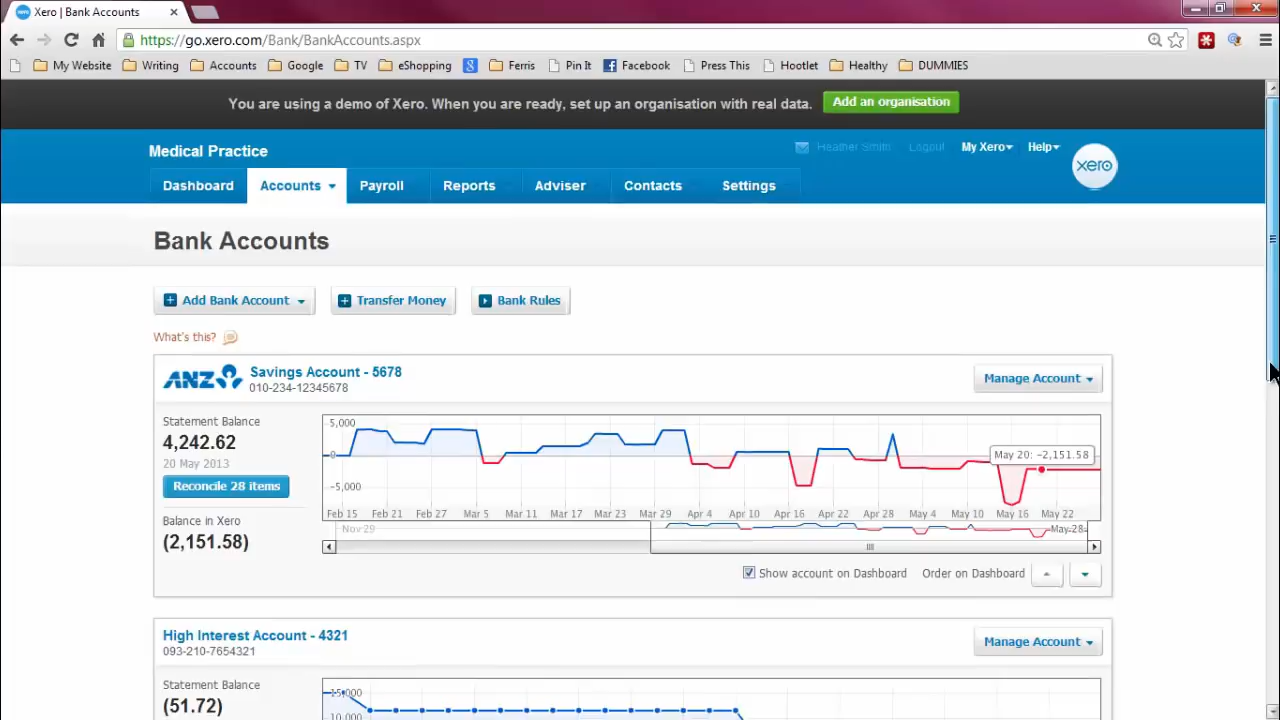 Xero | Bank Accounts
https://go.xero.com/Bank/BankAccounts.aspx
My Website Writing Accounts Google TV eShopping Ferris Pin It Facebook Press This Hootlet Healthy DUMMIES
You are using a demo of Xero. When you are ready, set up an organisation with real data. Add an organisation
Medical Practice Heather Smith Logout My Xero Help xero
Dashboard Accounts Payroll Reports Adviser Contacts Settings
Bank Accounts
Add Bank Account Transfer Money Bank Rules
What's this?
ANZ Savings Account - 5678 Manage Account
010-234-12345678
Statement Balance
4,242.62
20 May 2013
Reconcile 28 items
Balance in Xero
(2,151.58)
5,000
0
-5,000
May 20: -2,151.58
Feb 15 Feb 21 Feb 27 Mar 5 Mar 11 Mar 17 Mar 23 Mar 29 Apr 4 Apr 10 Apr 16 Apr 22 Apr 28 May 4 May 10 May 16 May 22
Nov 29 May 28
Show account on Dashboard Order on Dashboard
High Interest Account - 4321 Manage Account
093-210-7654321
Statement Balance
(51.72)
15,000
10,000